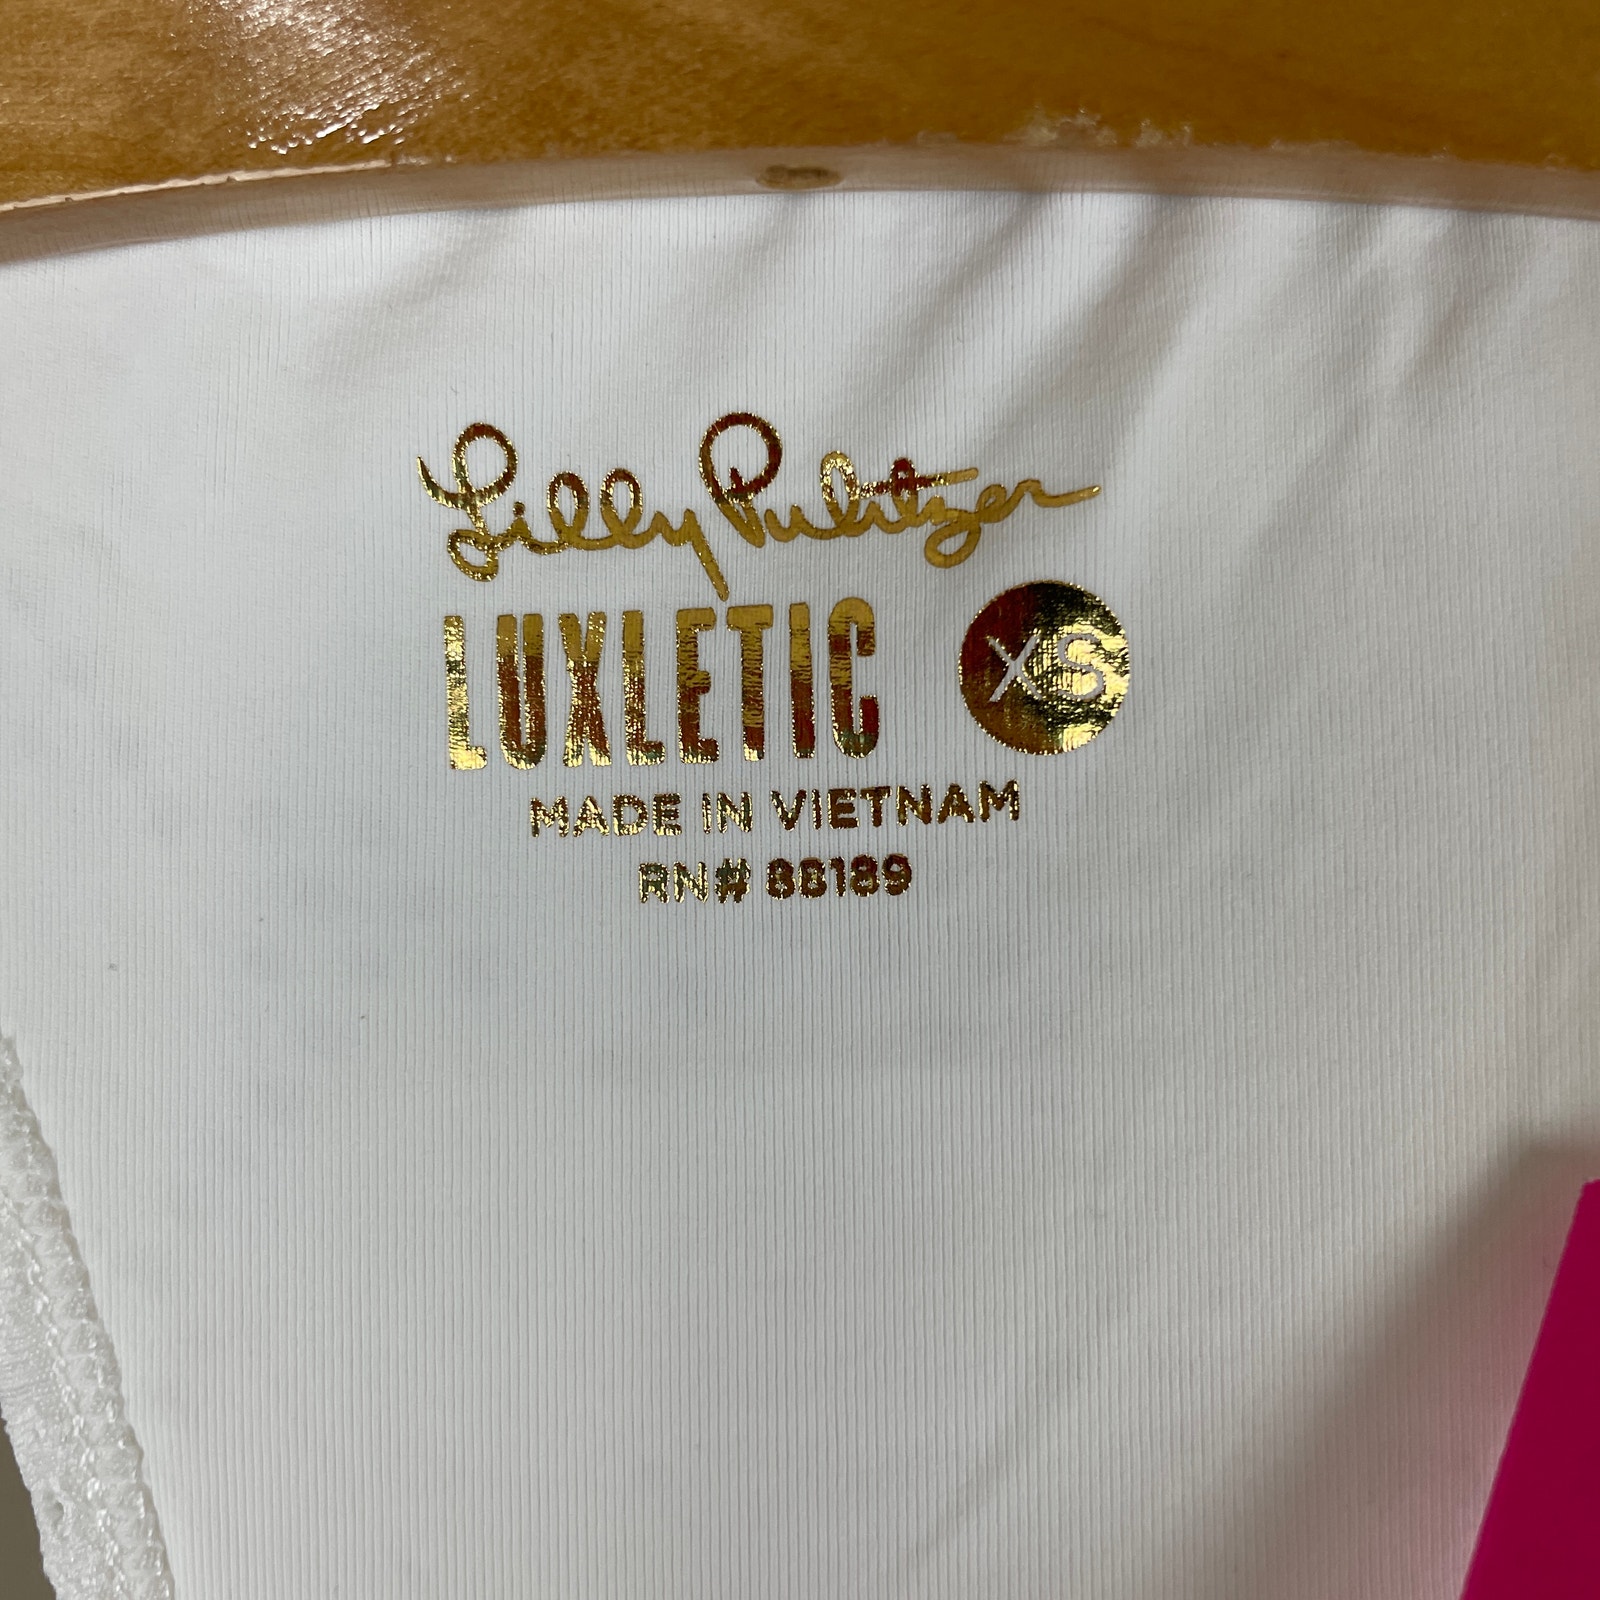 Lilly Pulitzer
LUXLETIC XS
MADE IN VIETNAM
RN# 88189